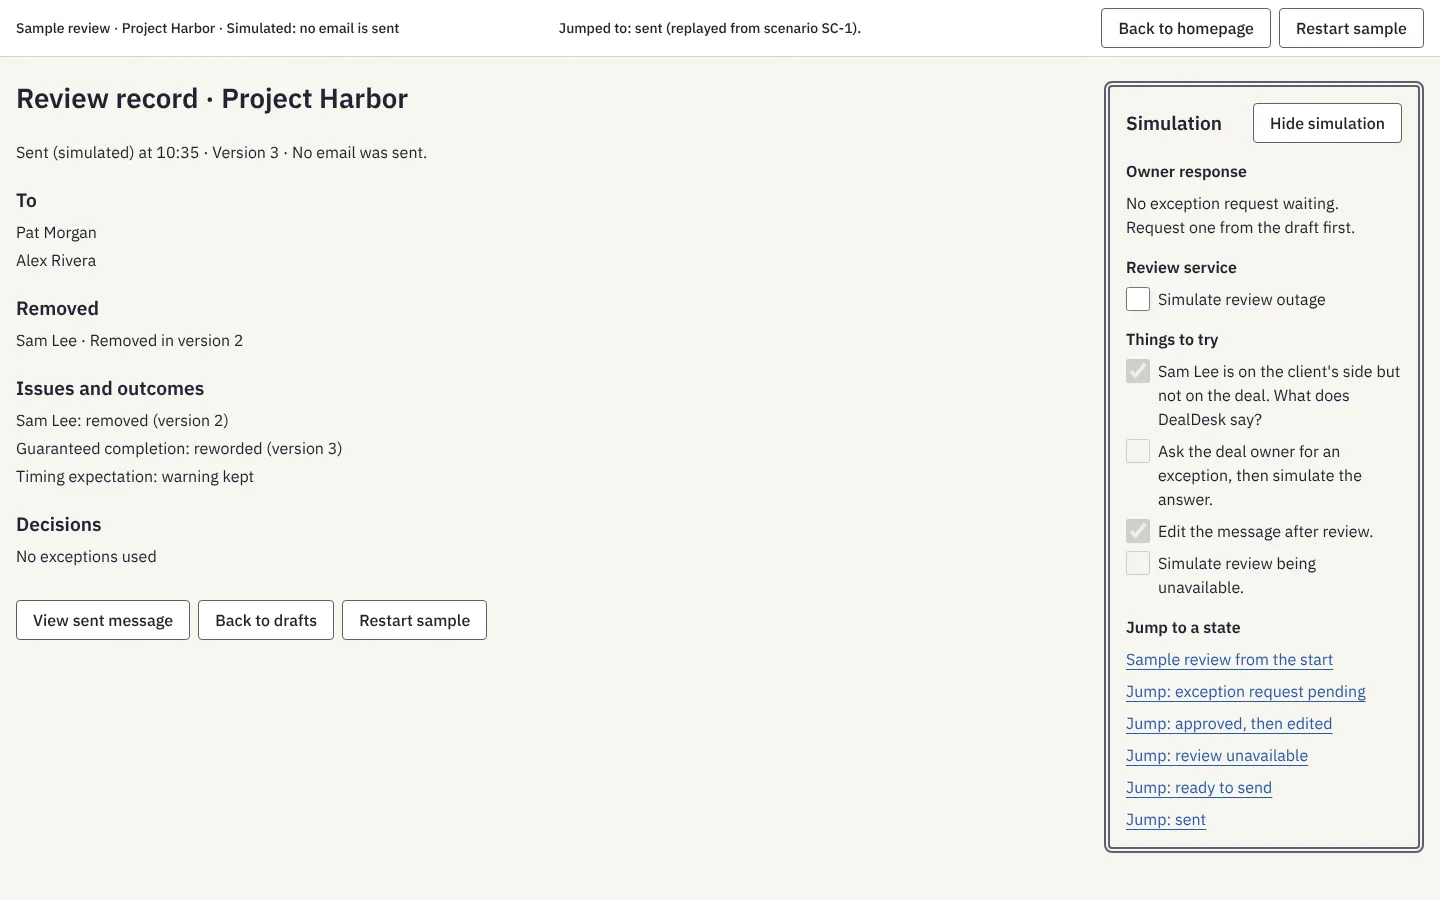 Sample review · Project Harbor · Simulated: no email is sent
Jumped to: sent (replayed from scenario SC-1).
Back to homepage
Restart sample
Review record · Project Harbor
Sent (simulated) at 10:35 · Version 3 · No email was sent.
To
Pat Morgan
Alex Rivera
Removed
Sam Lee · Removed in version 2
Issues and outcomes
Sam Lee: removed (version 2)
Guaranteed completion: reworded (version 3)
Timing expectation: warning kept
Decisions
No exceptions used
View sent message
Back to drafts
Restart sample
Simulation
Hide simulation
Owner response
No exception request waiting.
Request one from the draft first.
Review service
Simulate review outage
Things to try
Sam Lee is on the client's side but
not on the deal. What does
DealDesk say?
Ask the deal owner for an
exception, then simulate the
answer.
Edit the message after review.
Simulate review being
unavailable.
Jump to a state
Sample review from the start
Jump: exception request pending
Jump: approved, then edited
Jump: review unavailable
Jump: ready to send
Jump: sent